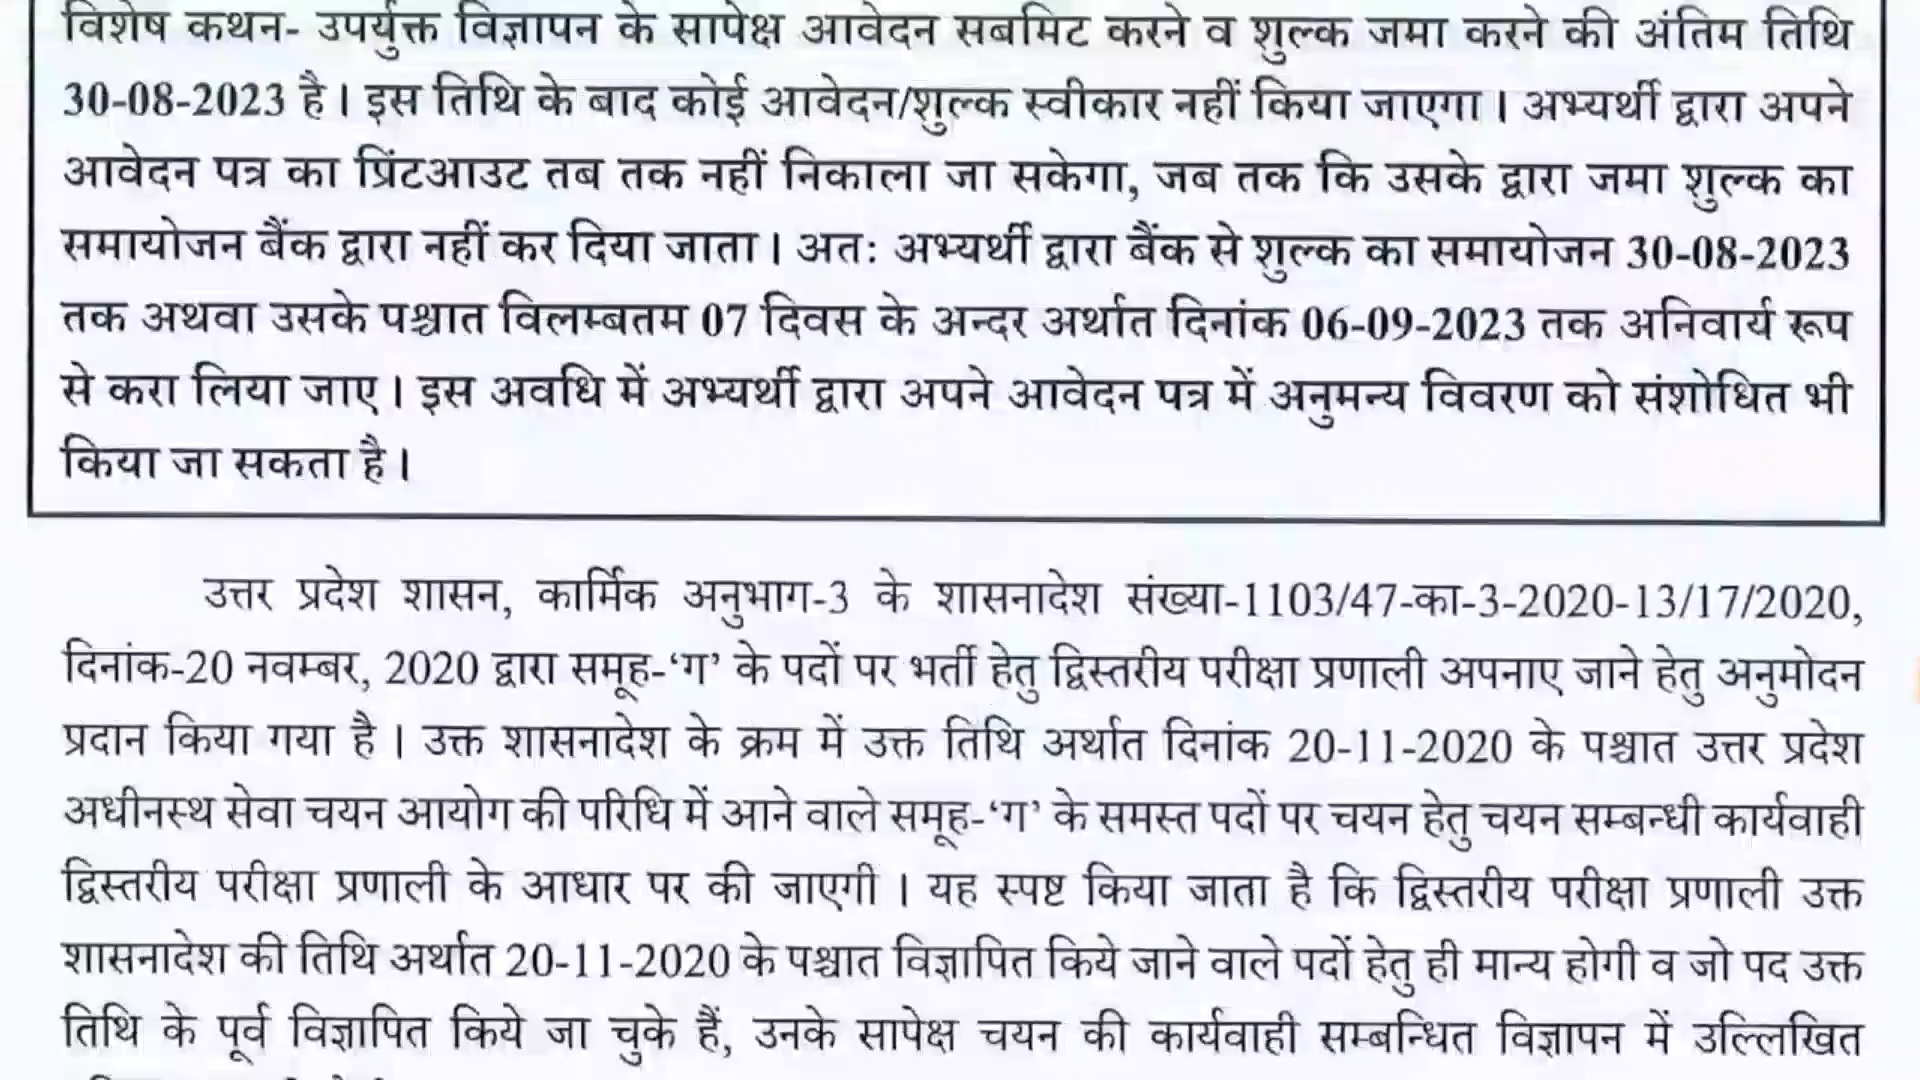 विशेष कथन- उपर्युक्त विज्ञापन के सापेक्ष आवेदन सबमिट करने व शुल्क जमा करने की अंतिम तिथि
30-08-2023 है। इस तिथि के बाद कोई आवेदन/शुल्क स्वीकार नहीं किया जाएगा। अभ्यर्थी द्वारा अपने
आवेदन पत्र का प्रिंटआउट तब तक नहीं निकाला जा सकेगा, जब तक कि उसके द्वारा जमा शुल्क का
समायोजन बैंक द्वारा नहीं कर दिया जाता। अतः अभ्यर्थी द्वारा बैंक से शुल्क का समायोजन 30-08-2023
तक अथवा उसके पश्चात विलम्बतम 07 दिवस के अन्दर अर्थात दिनांक 06-09-2023 तक अनिवार्य रूप
से करा लिया जाए। इस अवधि में अभ्यर्थी द्वारा अपने आवेदन पत्र में अनुमन्य विवरण को संशोधित भी
किया जा सकता है।
उत्तर प्रदेश शासन, कार्मिक अनुभाग-3 के शासनादेश संख्या-1103/47-का-3-2020-13/17/2020,
दिनांक-20 नवम्बर, 2020 द्वारा समूह-‘ग’ के पदों पर भर्ती हेतु द्विस्तरीय परीक्षा प्रणाली अपनाए जाने हेतु अनुमोदन
प्रदान किया गया है। उक्त शासनादेश के क्रम में उक्त तिथि अर्थात दिनांक 20-11-2020 के पश्चात उत्तर प्रदेश
अधीनस्थ सेवा चयन आयोग की परिधि में आने वाले समूह-‘ग’ के समस्त पदों पर चयन हेतु चयन सम्बन्धी कार्यवाही
द्विस्तरीय परीक्षा प्रणाली के आधार पर की जाएगी। यह स्पष्ट किया जाता है कि द्विस्तरीय परीक्षा प्रणाली उक्त
शासनादेश की तिथि अर्थात 20-11-2020 के पश्चात विज्ञापित किये जाने वाले पदों हेतु ही मान्य होगी व जो पद उक्त
तिथि के पूर्व विज्ञापित किये जा चुके हैं, उनके सापेक्ष चयन की कार्यवाही सम्बन्धित विज्ञापन में उल्लिखित